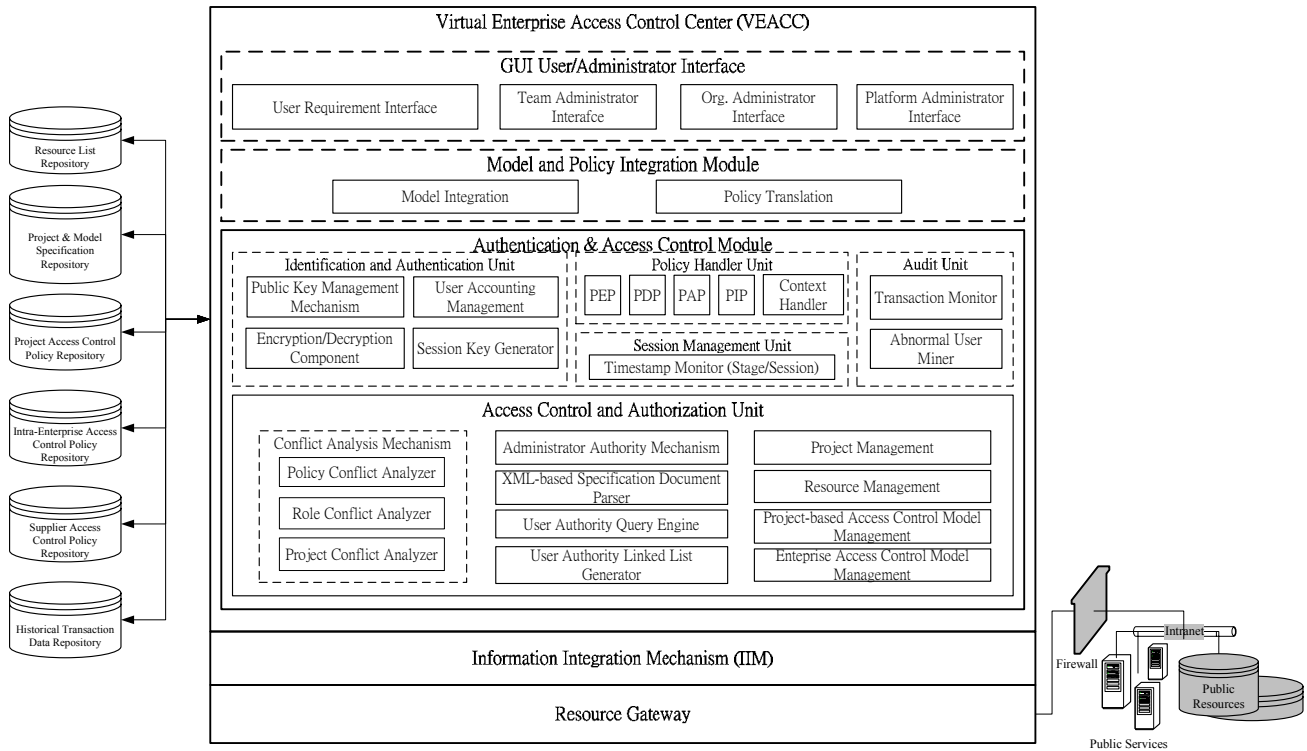 Virtual Enterprise Access Control Center (VEACC)
GUI User/Administrator Interface
User Requirement Interface
Team Administrator
Interafce
Org. Administrator
Interface
Platform Administrator
Interface
Model and Policy Integration Module
Model Integration
Policy Translation
Authentication & Access Control Module
Identification and Authentication Unit
Public Key Management
Mechanism
User Accounting
Management
Encryption/Decryption
Component
Session Key Generator
Policy Handler Unit
PEP
PDP
PAP
PIP
Context
Handler
Session Management Unit
Timestamp Monitor (Stage/Session)
Audit Unit
Transaction Monitor
Abnormal User
Miner
Access Control and Authorization Unit
Conflict Analysis Mechanism
Policy Conflict Analyzer
Role Conflict Analyzer
Project Conflict Analyzer
Administrator Authority Mechanism
XML-based Specification Document
Parser
User Authority Query Engine
User Authority Linked List
Generator
Project Management
Resource Management
Project-based Access Control Model
Management
Enteprise Access Control Model
Management
Information Integration Mechanism (IIM)
Resource Gateway
Resource List
Repository
Project & Model
Specification
Repository
Project Access Control
Policy Repository
Intra-Enterprise Access
Control Policy
Repository
Supplier Access
Control Policy
Repository
Historical Transaction
Data Repository
Firewall
Intranet
Public
Resources
Public Services